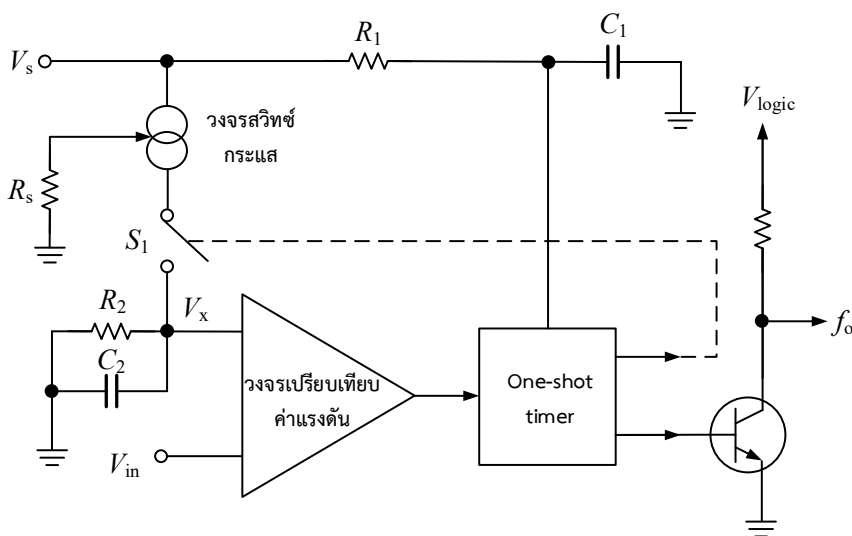 R1
C1
Vs
วงจรสวิทซ์
กระแส
Vlogic
Rs
S1
R2
Vx
C2
วงจรเปรียบเทียบ
ค่าแรงดัน
One-shot
timer
fo
Vin